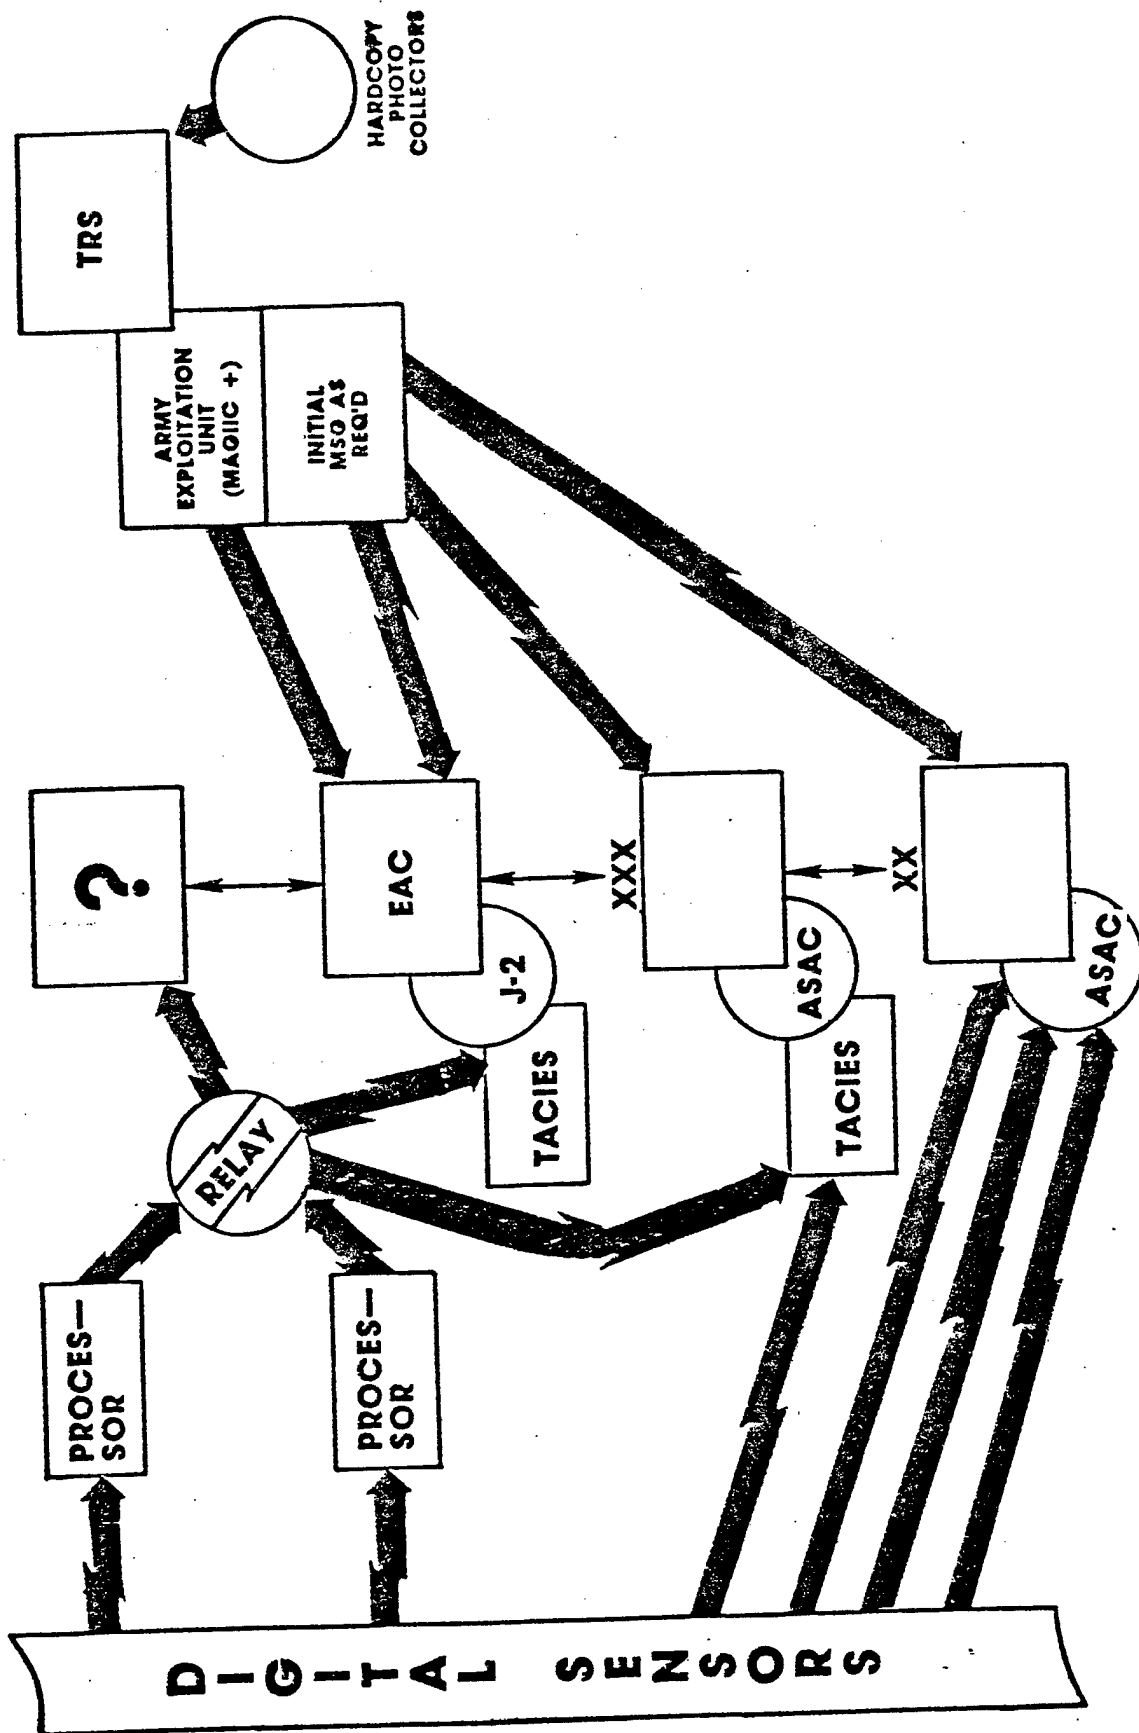 DIGITAL SENSORS
PROCES—
SOR
PROCES—
SOR
RELAY
?
EAC
J-2
TACIES
XXX
ASAC
TACIES
XX
ASAC
ARMY
EXPLOITATION
UNIT
(MAGIIC +)
INITIAL
MSG AS
REQ'D
TRS
HARDCOPY
PHOTO
COLLECTORS